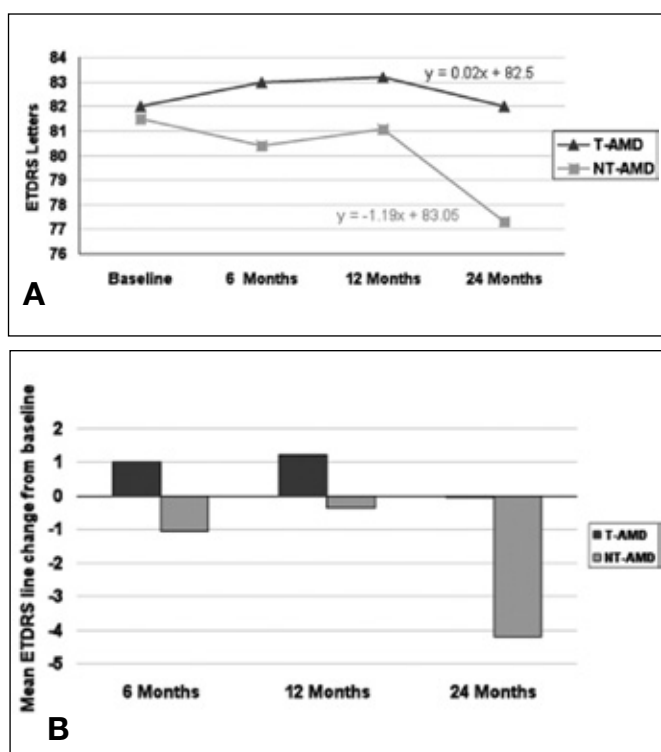 84
83
82
81
80
79
78
77
76
ETDRS Letters
y = 0.02x + 82.5
y = -1.19x + 83.05
T-AMD
NT-AMD
Baseline
6 Months
12 Months
24 Months
A
2
1
0
-1
-2
-3
-4
-5
Mean ETDRS line change from baseline
T-AMD
NT-AMD
6 Months
12 Months
24 Months
B